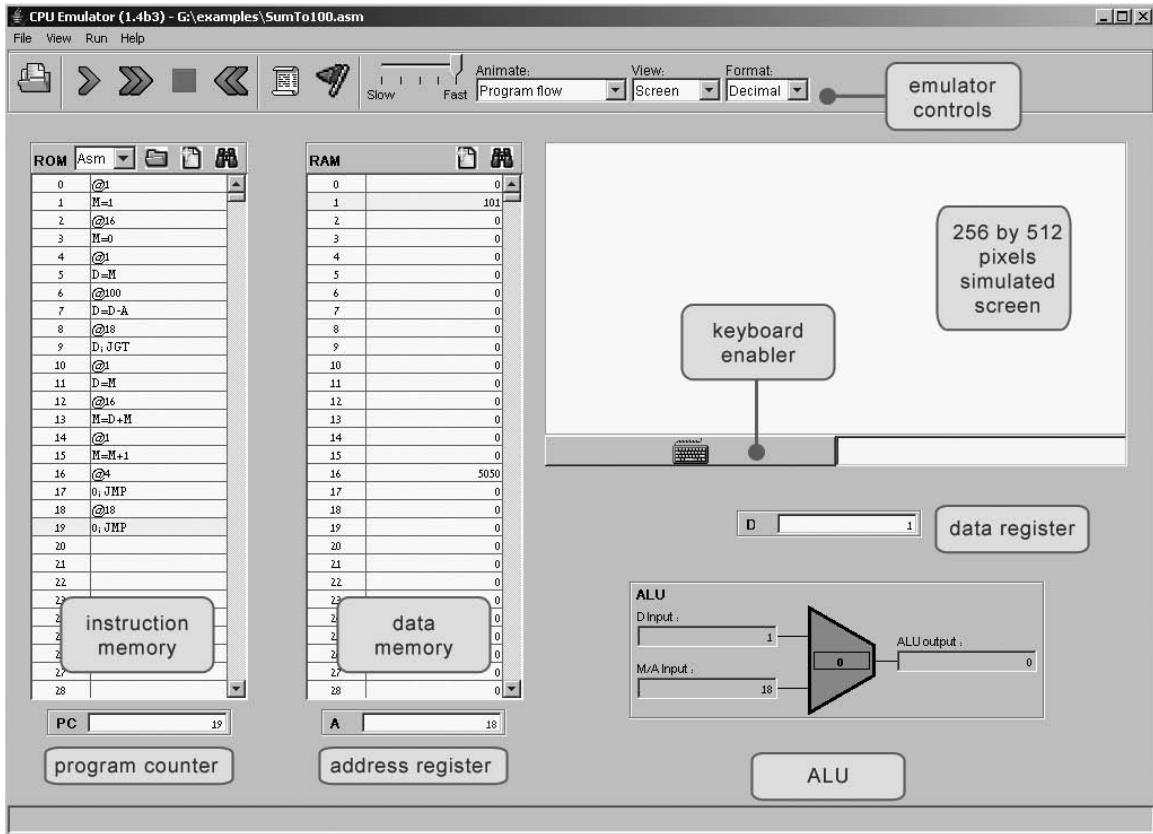 CPU Emulator (1.4b3) - G:\examples\SumTo100.asm
File View Run Help
Slow Fast
Animate:
Program flow
View:
Screen
Format:
Decimal
emulator
controls
ROM Asm
0 @1
1 M=1
2 @16
3 M=0
4 @1
5 D=M
6 @100
7 D=D-A
8 @18
9 D;JGT
10 @1
11 D=M
12 @16
13 M=D+M
14 @1
15 M=M+1
16 @4
17 0;JMP
18 @18
19 0;JMP
20
21
22
28
instruction
memory
PC 19
program counter
RAM
0 0
1 101
2 0
3 0
4 0
5 0
6 0
7 0
8 0
9 0
10 0
11 0
12 0
13 0
14 0
15 0
16 5050
17 0
18 0
19 0
20 0
21 0
22 0
0
0
0
0
0
28 0
data
memory
A 18
address register
256 by 512
pixels
simulated
screen
keyboard
enabler
D 1
data register
ALU
D Input :
1
M/A Input :
18
0
ALU output :
0
ALU